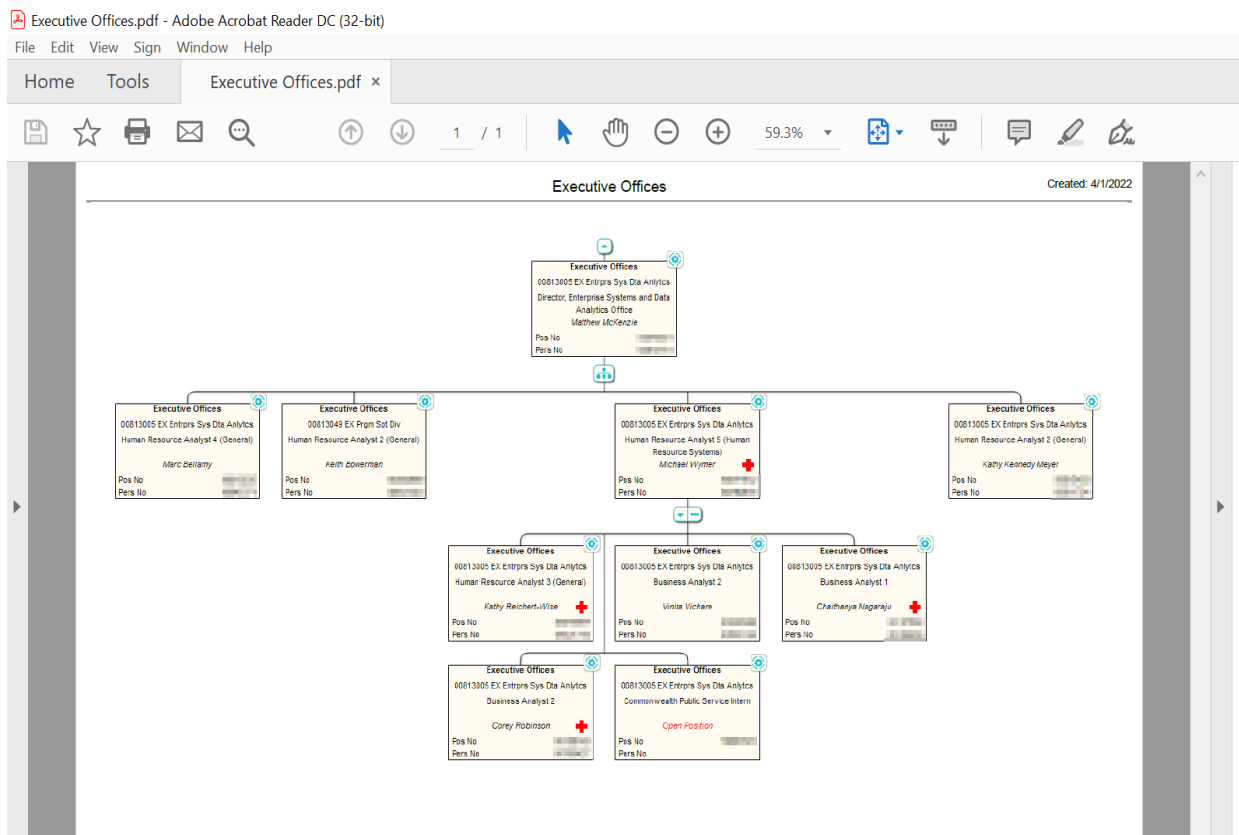 Executive Offices.pdf - Adobe Acrobat Reader DC (32-bit)
File Edit View Sign Window Help
Home Tools Executive Offices.pdf ×
1 / 1 59.3%
Executive Offices
Created: 4/1/2022
Executive Offices
00813005 EX Entrprs Sys Dta Anlytcs
Director, Enterprise Systems and Data
Analytics Office
Matthew McKenzie
Pos No
Pers No
Executive Offices
00813005 EX Entrprs Sys Dta Anlytcs
Human Resource Analyst 4 (General)
Marc Bellamy
Pos No
Pers No
Executive Offices
00813049 EX Prgm Sst Div
Human Resource Analyst 2 (General)
Keith Bowerman
Pos No
Pers No
Executive Offices
00813005 EX Entrprs Sys Dta Anlytcs
Human Resource Analyst 5 (Human
Resource Systems)
Michael Wymer
Pos No
Pers No
Executive Offices
00813005 EX Entrprs Sys Dta Anlytcs
Human Resource Analyst 2 (General)
Kathy Kennedy Meyer
Pos No
Pers No
Executive Offices
00813005 EX Entrprs Sys Dta Anlytcs
Human Resource Analyst 3 (General)
Kathy Reichert-Wise
Pos No
Pers No
Executive Offices
00813005 EX Entrprs Sys Dta Anlytcs
Business Analyst 2
Vinita Vichare
Pos No
Pers No
Executive Offices
00813005 EX Entrprs Sys Dta Anlytcs
Business Analyst 1
Chaithanya Nagaraju
Pos No
Pers No
Executive Offices
00813005 EX Entrprs Sys Dta Anlytcs
Business Analyst 2
Corey Robinson
Pos No
Pers No
Executive Offices
00813005 EX Entrprs Sys Dta Anlytcs
Commonwealth Public Service Intern
Open Position
Pos No
Pers No